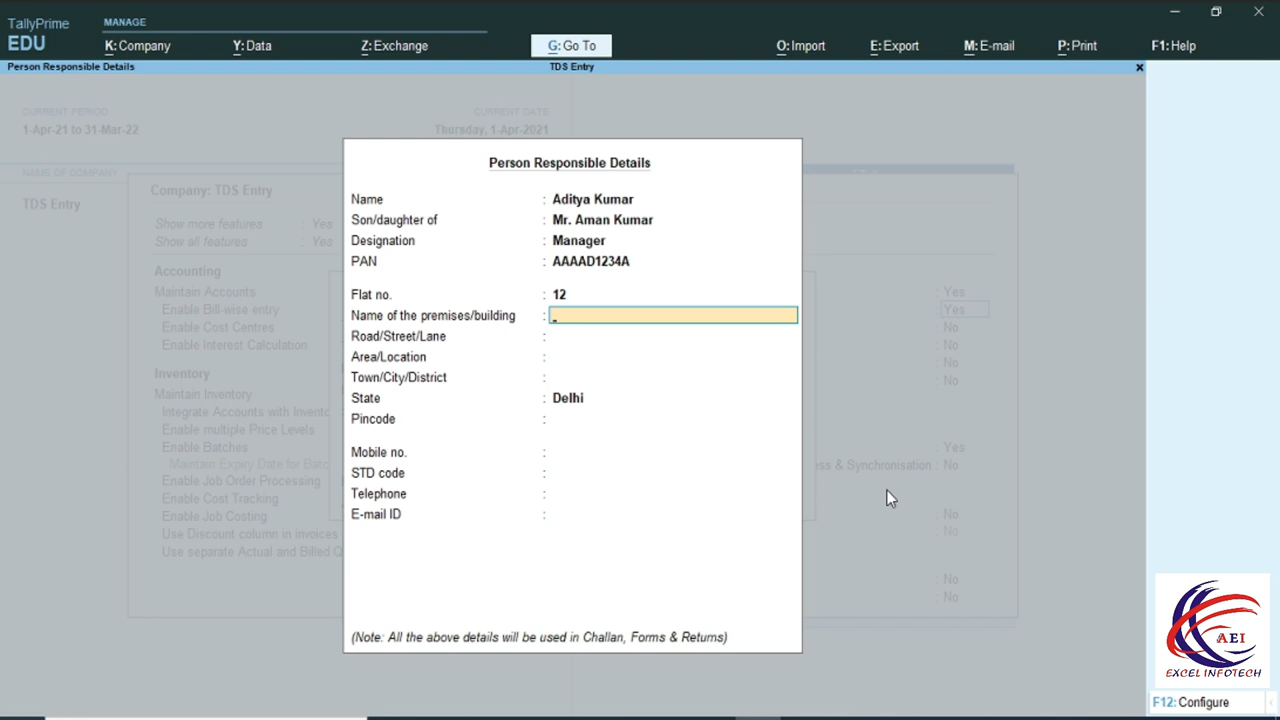 TallyPrime
EDU
MANAGE
K:Company
Y:Data
Z:Exchange
G: Go To
O: Import
E: Export
M: E-mail
P: Print
F1: Help
Person Responsible Details
TDS Entry
CURRENT PERIOD
CURRENT DATE
1-Apr-21 to 31-Mar-22
Thursday, 1-Apr-2021
NAME OF COMPANY
TDS Entry
Company: TDS Entry
Show more features : Yes
Show all features : Yes
Accounting
Maintain Accounts : Yes
Enable Bill-wise entry : Yes
Enable Cost Centres : No
Enable Interest Calculation : No
: No
Inventory : No
Maintain Inventory
Integrate Accounts with Invento
Enable multiple Price Levels
Enable Batches : Yes
Maintain Expiry Date for Batc
ss & Synchronisation : No
Enable Job Order Processing
Enable Cost Tracking
Enable Job Costing : No
Use Discount column in invoices : No
Use separate Actual and Billed Q
: No
: No
Person Responsible Details
Name : Aditya Kumar
Son/daughter of : Mr. Aman Kumar
Designation : Manager
PAN : AAAAD1234A
Flat no. : 12
Name of the premises/building :
Road/Street/Lane :
Area/Location :
Town/City/District :
State : Delhi
Pincode :
Mobile no. :
STD code :
Telephone :
E-mail ID :
(Note: All the above details will be used in Challan, Forms & Returns)
AEI
EXCEL INFOTECH
F12: Configure